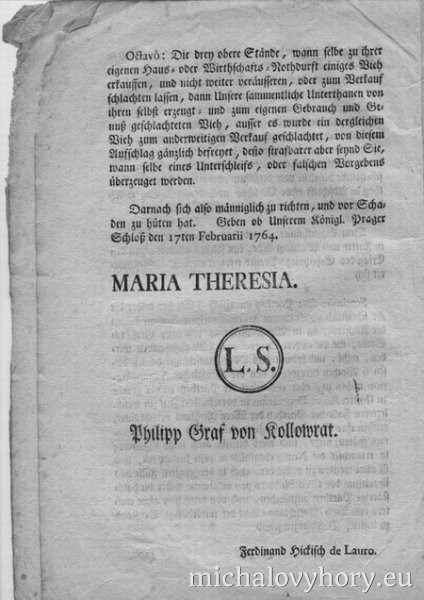 Octavò: Die drey obere Stände, wann selbe zu ihrer
eigenen Haus- oder Wirthschafts-Nothdurft einiges Vieh
erkauffen, und nicht weiter veräusseren, oder zum Verkauf
schlachten lassen, dann Unsere sammentliche Unterthanen von
ihren selbst erzeugt- und zum eigenen Gebrauch und Ge-
nuß geschlachteten Vieh, ausser es wurde ein dergleichen
Vieh zum anderweitigen Verkauf geschlachtet, von diesem
Aufschlag gänzlich befreyet, desto strafbater aber seynd Sie,
wann selbe eines Unterschleifs, oder falschen Vorgebens
überzeuget werden.
Darnach sich also männiglich zu richten, und vor Scha-
den zu hüten hat. Geben ob Unserem Königl. Prager
Schloß den 17ten Februarii 1764.
MARIA THERESIA.
L. S.
Philipp Graf von Kollowrat.
Ferdinand Hickisch de Lauro.
michalovyhory.eu